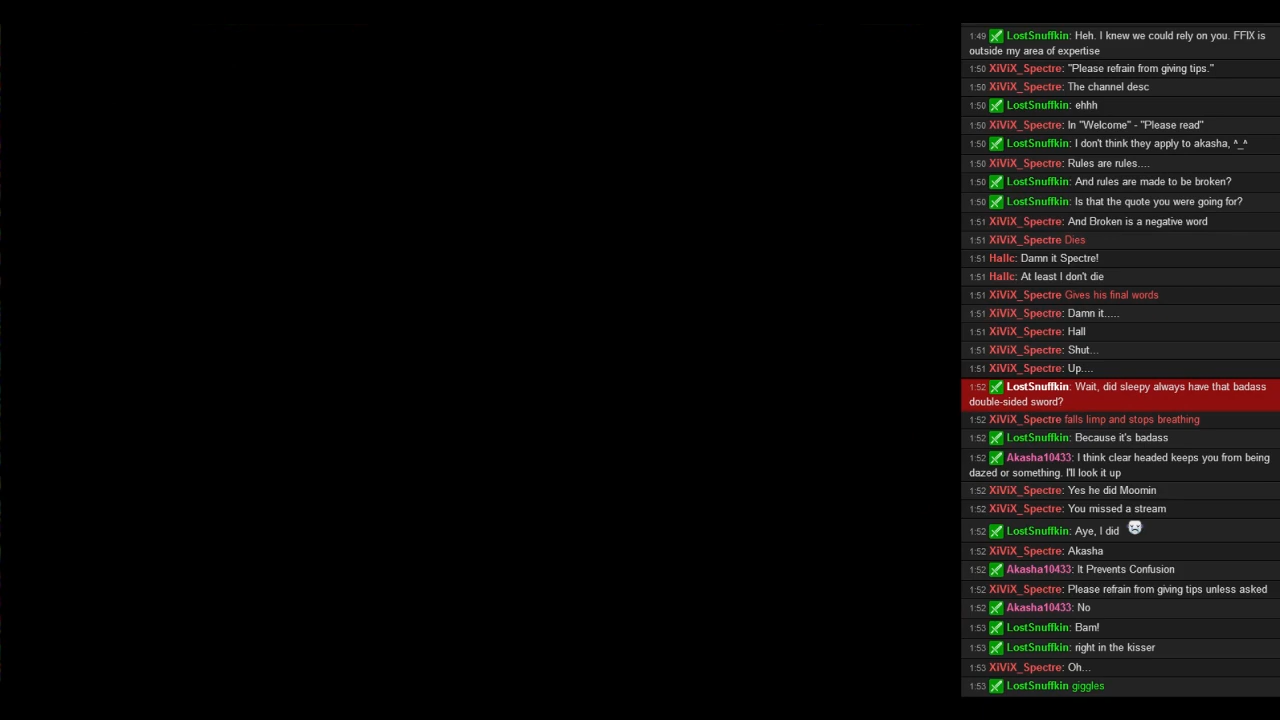 1:49 LostSnuffkin: Heh. I knew we could rely on you. FFIX is
outside my area of expertise
1:50 XiViX_Spectre: "Please refrain from giving tips."
1:50 XiViX_Spectre: The channel desc
1:50 LostSnuffkin: ehhh
1:50 XiViX_Spectre: In "Welcome" - "Please read"
1:50 LostSnuffkin: I don't think they apply to akasha, ^_^
1:50 XiViX_Spectre: Rules are rules....
1:50 LostSnuffkin: And rules are made to be broken?
1:50 LostSnuffkin: Is that the quote you were going for?
1:51 XiViX_Spectre: And Broken is a negative word
1:51 XiViX_Spectre Dies
1:51 Hallc: Damn it Spectre!
1:51 Hallc: At least I don't die
1:51 XiViX_Spectre Gives his final words
1:51 XiViX_Spectre: Damn it.....
1:51 XiViX_Spectre: Hall
1:51 XiViX_Spectre: Shut...
1:51 XiViX_Spectre: Up....
1:52 LostSnuffkin: Wait, did sleepy always have that badass
double-sided sword?
1:52 XiViX_Spectre falls limp and stops breathing
1:52 LostSnuffkin: Because it's badass
1:52 Akasha10433: I think clear headed keeps you from being
dazed or something. I'll look it up
1:52 XiViX_Spectre: Yes he did Moomin
1:52 XiViX_Spectre: You missed a stream
1:52 LostSnuffkin: Aye, I did
1:52 XiViX_Spectre: Akasha
1:52 Akasha10433: It Prevents Confusion
1:52 XiViX_Spectre: Please refrain from giving tips unless asked
1:52 Akasha10433: No
1:53 LostSnuffkin: Bam!
1:53 LostSnuffkin: right in the kisser
1:53 XiViX_Spectre: Oh...
1:53 LostSnuffkin giggles